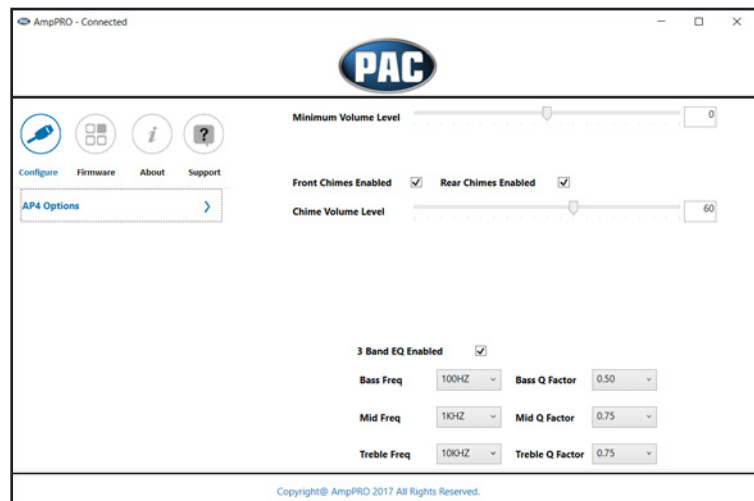 PAC AmpPRO - Connected
PAC
Minimum Volume Level 0
Configure Firmware About Support
Front Chimes Enabled Rear Chimes Enabled
AP4 Options
Chime Volume Level 60
3 Band EQ Enabled
Bass Freq 100HZ Bass Q Factor 0.50
Mid Freq 1KHZ Mid Q Factor 0.75
Treble Freq 10KHZ Treble Q Factor 0.75
Copyright@ AmpPRO 2017 All Rights Reserved.